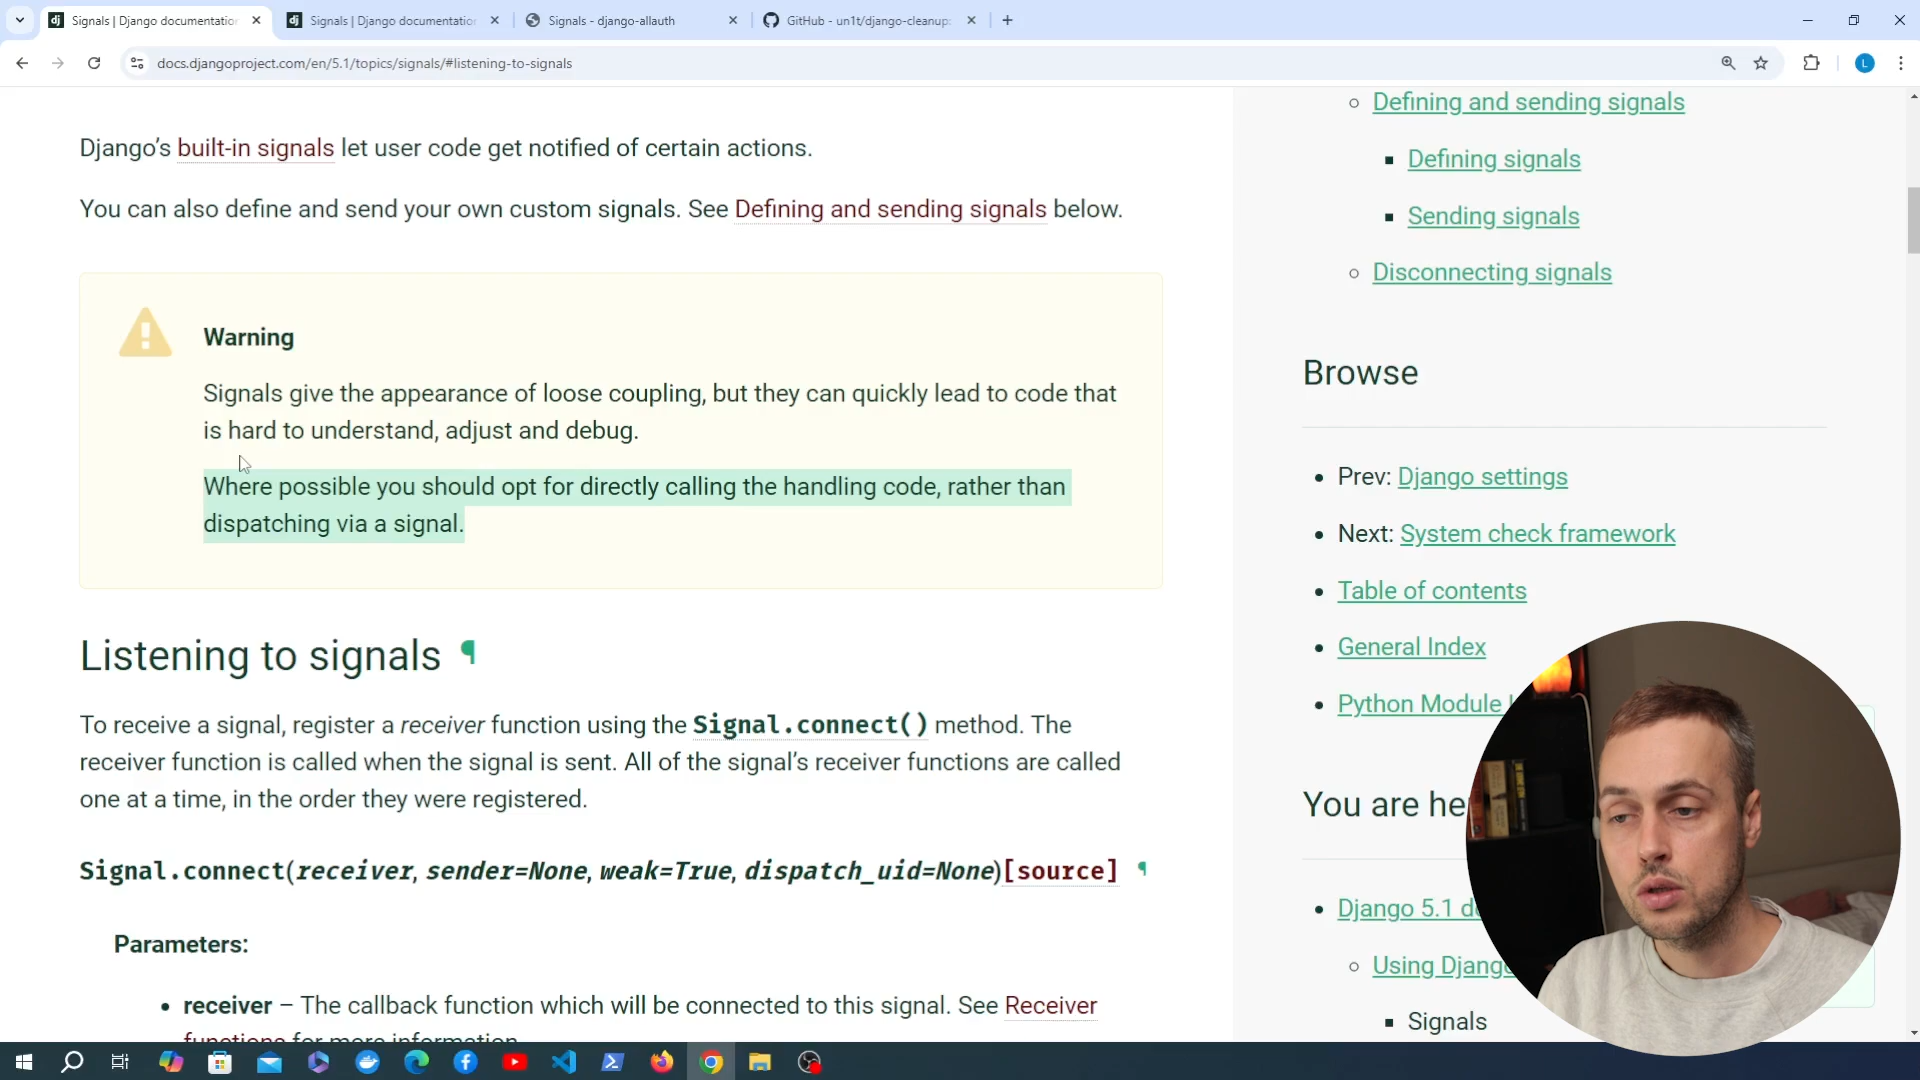 Signals | Django documentation
Signals | Django documentation
Signals - django-allauth
GitHub - un1t/django-cleanup:
docs.djangoproject.com/en/5.1/topics/signals/#listening-to-signals
L
Django’s built-in signals let user code get notified of certain actions.
You can also define and send your own custom signals. See Defining and sending signals below.
Warning
Signals give the appearance of loose coupling, but they can quickly lead to code that
is hard to understand, adjust and debug.
Where possible you should opt for directly calling the handling code, rather than
dispatching via a signal.
Listening to signals ¶
To receive a signal, register a receiver function using the Signal.connect() method. The
receiver function is called when the signal is sent. All of the signal’s receiver functions are called
one at a time, in the order they were registered.
Signal.connect(receiver, sender=None, weak=True, dispatch_uid=None)[source] ¶
Parameters:
• receiver – The callback function which will be connected to this signal. See Receiver
functions for more information.
Defining and sending signals
Defining signals
Sending signals
Disconnecting signals
Browse
Prev: Django settings
Next: System check framework
Table of contents
General Index
Python Module
You are he
Django 5.1 d
Using Django
Signals